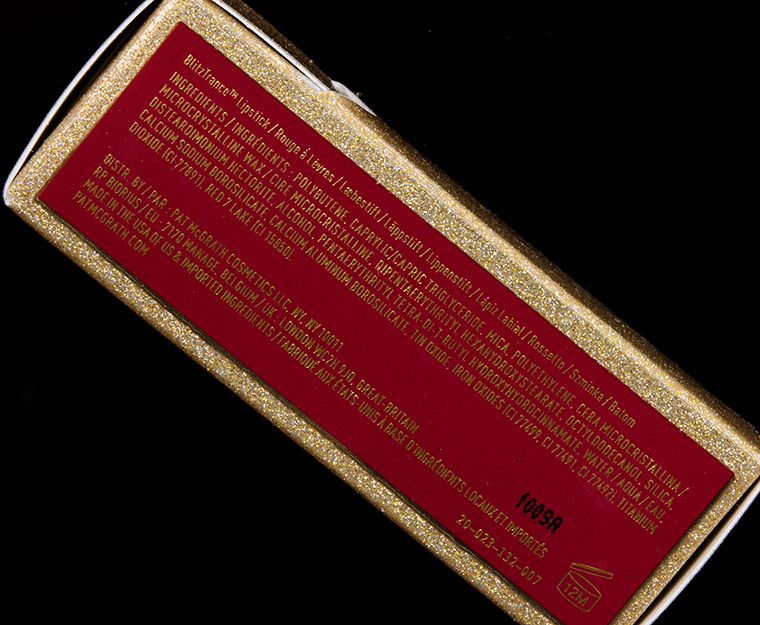 BlitzTrance™ Lipstick / Rouge à Lèvres / Læbestift / Läppstift / Lippenstift / Lápiz Labial / Rossetto / Szminka / Batom
INGREDIENTS / INGRÉDIENTS : POLYBUTENE, CAPRYLIC/CAPRIC TRIGLYCERIDE, MICA, POLYETHYLENE, CERA MICROCRISTALLINA /
MICROCRYSTALLINE WAX / CIRE MICROCRISTALLINE, DIPENTAERYTHRITYL HEXAHYDROXYSTEARATE, OCTYLDODECANOL, SILICA,
DISTEARDIMONIUM HECTORITE, ALCOHOL, PENTAERYTHRITYL TETRA-DI-T-BUTYL HYDROXYHYDROCINNAMATE, WATER / AQUA / EAU,
CALCIUM SODIUM BOROSILICATE, CALCIUM ALUMINUM BOROSILICATE, TIN OXIDE, IRON OXIDES (CI 77499, CI 77491, CI 77492), TITANIUM
DIOXIDE (CI 77891), RED 7 LAKE (CI 15850).
DISTR. BY / PAR. PAT McGRATH COSMETICS LLC, NY, NY 10011.
RP BIORIUS / EU : 7170 MANAGE, BELGIUM / UK : LONDON WC2H 9JQ, GREAT-BRITAIN
MADE IN THE USA OF US & IMPORTED INGREDIENTS / FABRIQUÉ AUX ÉTATS-UNIS À BASE D'INGRÉDIENTS LOCAUX ET IMPORTÉS
PATMCGRATH.COM
1009A
20-023-132-007
12M